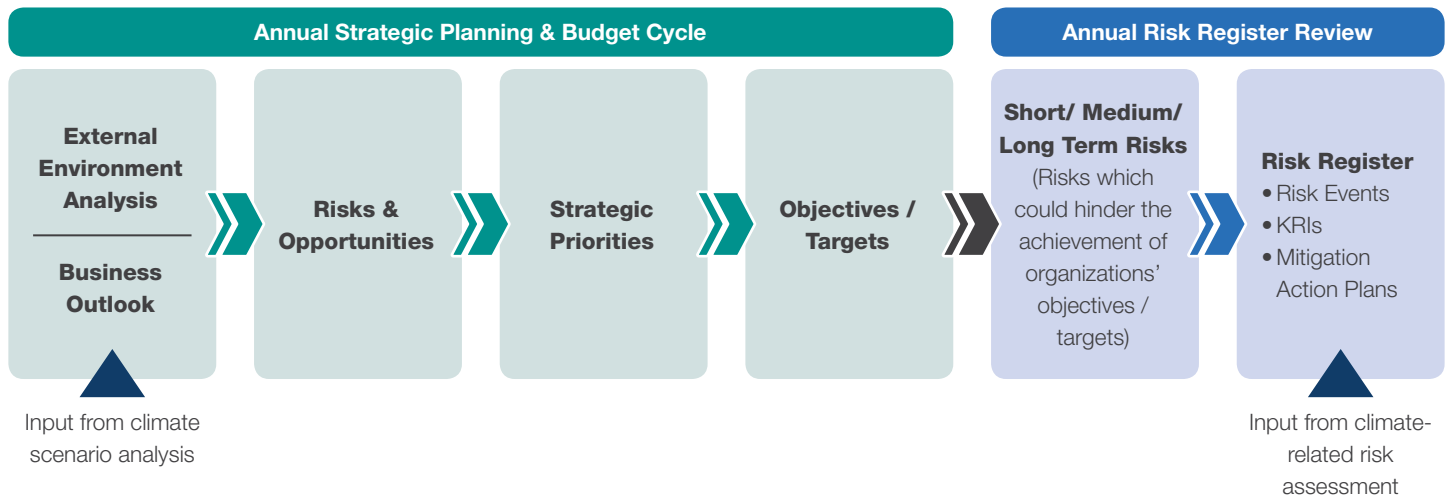 Annual Strategic Planning & Budget Cycle
Annual Risk Register Review
External
Environment
Analysis
Business
Outlook
Risks &
Opportunities
Strategic
Priorities
Objectives /
Targets
Short/ Medium/
Long Term Risks
(Risks which
could hinder the
achievement of
organizations’
objectives /
targets)
Risk Register
• Risk Events
• KRIs
• Mitigation
Action Plans
Input from climate
scenario analysis
Input from climate-
related risk
assessment